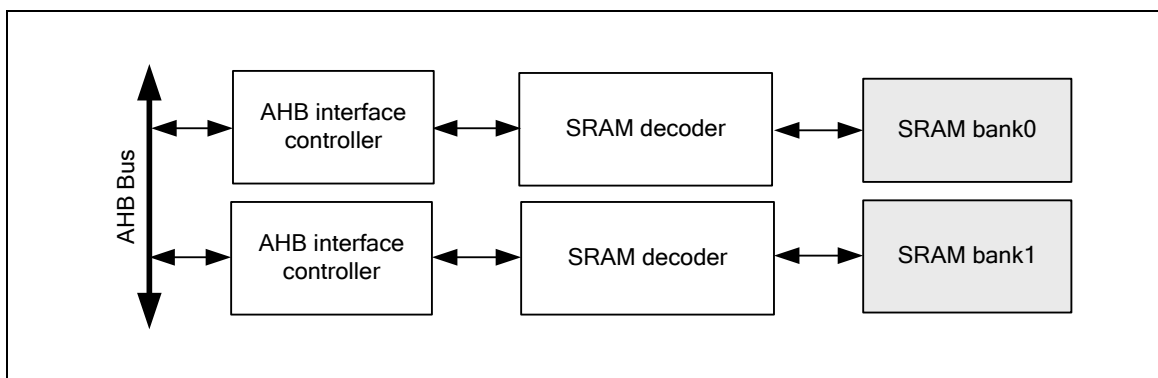 AHB Bus
AHB interface
controller
SRAM decoder
SRAM bank0
AHB interface
controller
SRAM decoder
SRAM bank1